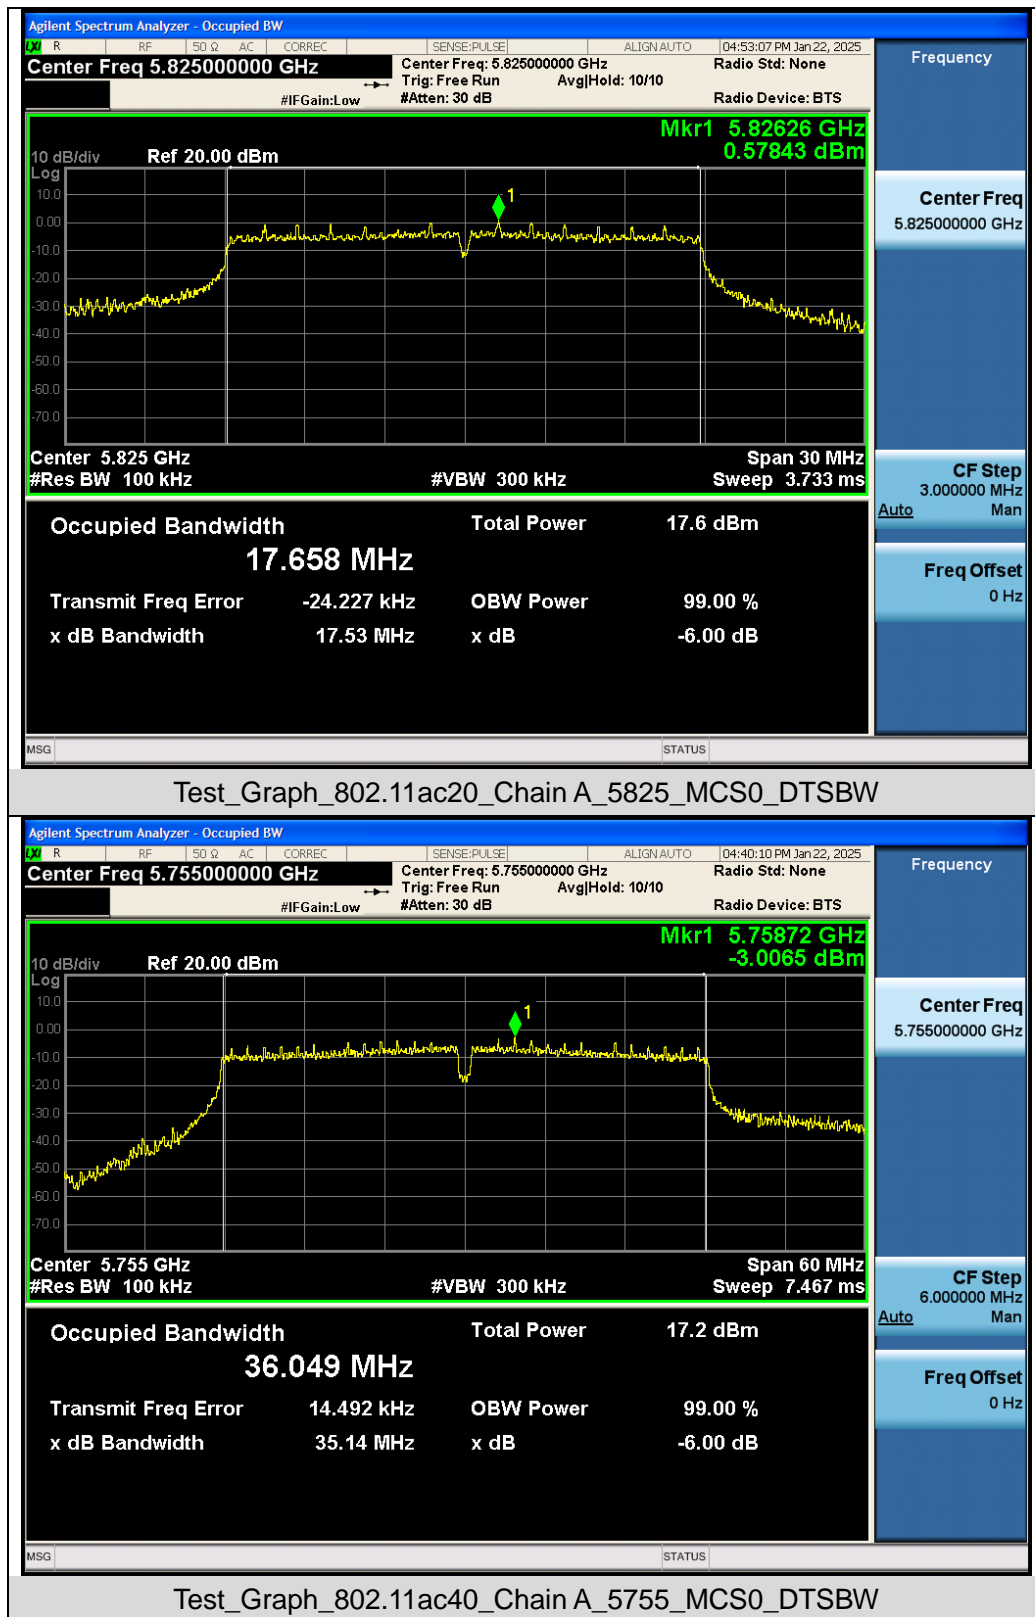 Agilent Spectrum Analyzer - Occupied BW
LXI R RF 50 Ω AC CORREC SENSE:PULSE ALIGN AUTO 04:53:07 PM Jan 22, 2025
Center Freq 5.825000000 GHz
Center Freq: 5.825000000 GHz
Radio Std: None
Trig: Free Run Avg|Hold: 10/10
#IFGain:Low
#Atten: 30 dB
Radio Device: BTS
Frequency
Mkr1 5.82626 GHz
0.57843 dBm
10 dB/div Ref 20.00 dBm
Log
10.0
0.00
-10.0
-20.0
-30.0
-40.0
-50.0
-60.0
-70.0
1
Center 5.825 GHz Span 30 MHz
#Res BW 100 kHz #VBW 300 kHz Sweep 3.733 ms
Center Freq
5.825000000 GHz
CF Step
3.000000 MHz
Auto Man
Freq Offset
0 Hz
Occupied Bandwidth Total Power 17.6 dBm
17.658 MHz
Transmit Freq Error -24.227 kHz OBW Power 99.00 %
x dB Bandwidth 17.53 MHz x dB -6.00 dB
MSG STATUS
Test_Graph_802.11ac20_Chain A_5825_MCS0_DTSBW
Agilent Spectrum Analyzer - Occupied BW
LXI R RF 50 Ω AC CORREC SENSE:PULSE ALIGN AUTO 04:40:10 PM Jan 22, 2025
Center Freq 5.755000000 GHz
Center Freq: 5.755000000 GHz
Radio Std: None
Trig: Free Run Avg|Hold: 10/10
#IFGain:Low
#Atten: 30 dB
Radio Device: BTS
Frequency
Mkr1 5.75872 GHz
-3.0065 dBm
10 dB/div Ref 20.00 dBm
Log
10.0
0.00
-10.0
-20.0
-30.0
-40.0
-50.0
-60.0
-70.0
1
Center 5.755 GHz Span 60 MHz
#Res BW 100 kHz #VBW 300 kHz Sweep 7.467 ms
Center Freq
5.755000000 GHz
CF Step
6.000000 MHz
Auto Man
Freq Offset
0 Hz
Occupied Bandwidth Total Power 17.2 dBm
36.049 MHz
Transmit Freq Error 14.492 kHz OBW Power 99.00 %
x dB Bandwidth 35.14 MHz x dB -6.00 dB
MSG STATUS
Test_Graph_802.11ac40_Chain A_5755_MCS0_DTSBW